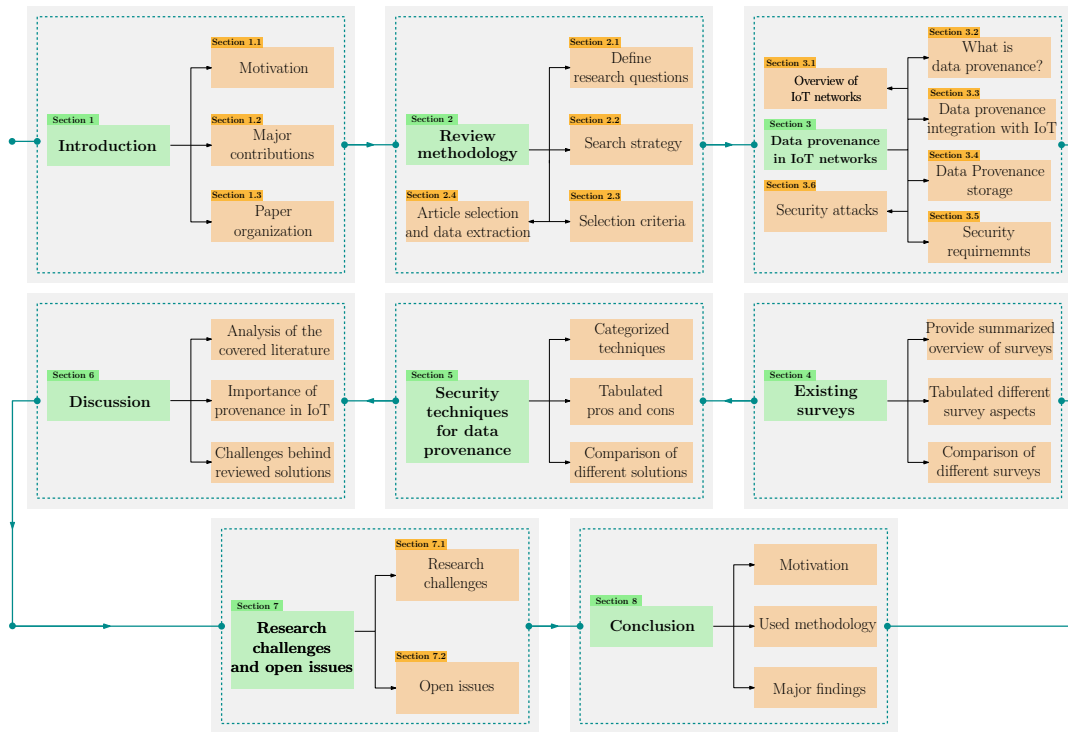 Section 1
Introduction
Section 1.1
Motivation
Section 1.2
Major
contributions
Section 1.3
Paper
organization
Section 2
Review
methodology
Section 2.1
Define
research questions
Section 2.2
Search strategy
Section 2.3
Selection criteria
Section 2.4
Article selection
and data extraction
Section 3
Data provenance
in IoT networks
Section 3.1
Overview of
IoT networks
Section 3.2
What is
data provenance?
Section 3.3
Data provenance
integration with IoT
Section 3.4
Data Provenance
storage
Section 3.5
Security
requirnemnts
Section 3.6
Security attacks
Section 4
Existing
surveys
Provide summarized
overview of surveys
Tabulated different
survey aspects
Comparison of
different surveys
Section 5
Security
techniques
for data
provenance
Categorized
techniques
Tabulated
pros and cons
Comparison of
different solutions
Section 6
Discussion
Analysis of the
covered literature
Importance of
provenance in IoT
Challenges behind
reviewed solutions
Section 7
Research
challenges
and open issues
Section 7.1
Research
challenges
Section 7.2
Open issues
Section 8
Conclusion
Motivation
Used methodology
Major findings